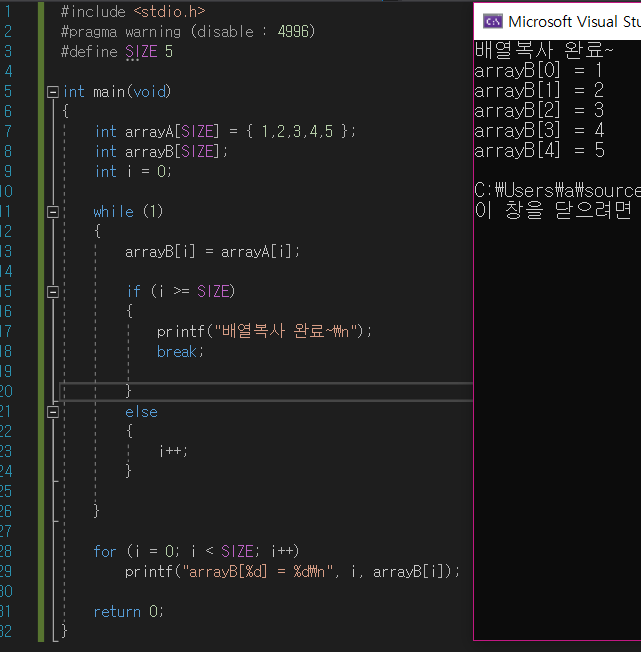 1 #include <stdio.h>
2 #pragma warning (disable : 4996)
3 #define SIZE 5
4
5 int main(void)
6 {
7 int arrayA[SIZE] = { 1,2,3,4,5 };
8 int arrayB[SIZE];
9 int i = 0;
10
11 while (1)
12 {
13 arrayB[i] = arrayA[i];
14
15 if (i >= SIZE)
16 {
17 printf("배열복사 완료~₩n");
18 break;
19
20 }
21 else
22 {
23 i++;
24 }
25
26 }
27
28 for (i = 0; i < SIZE; i++)
29 printf("arrayB[%d] = %d₩n", i, arrayB[i]);
30
31 return 0;
32 }
Microsoft Visual Stu
배열복사 완료~
arrayB[0] = 1
arrayB[1] = 2
arrayB[2] = 3
arrayB[3] = 4
arrayB[4] = 5
C:₩Users₩a₩source
이 창을 닫으려면